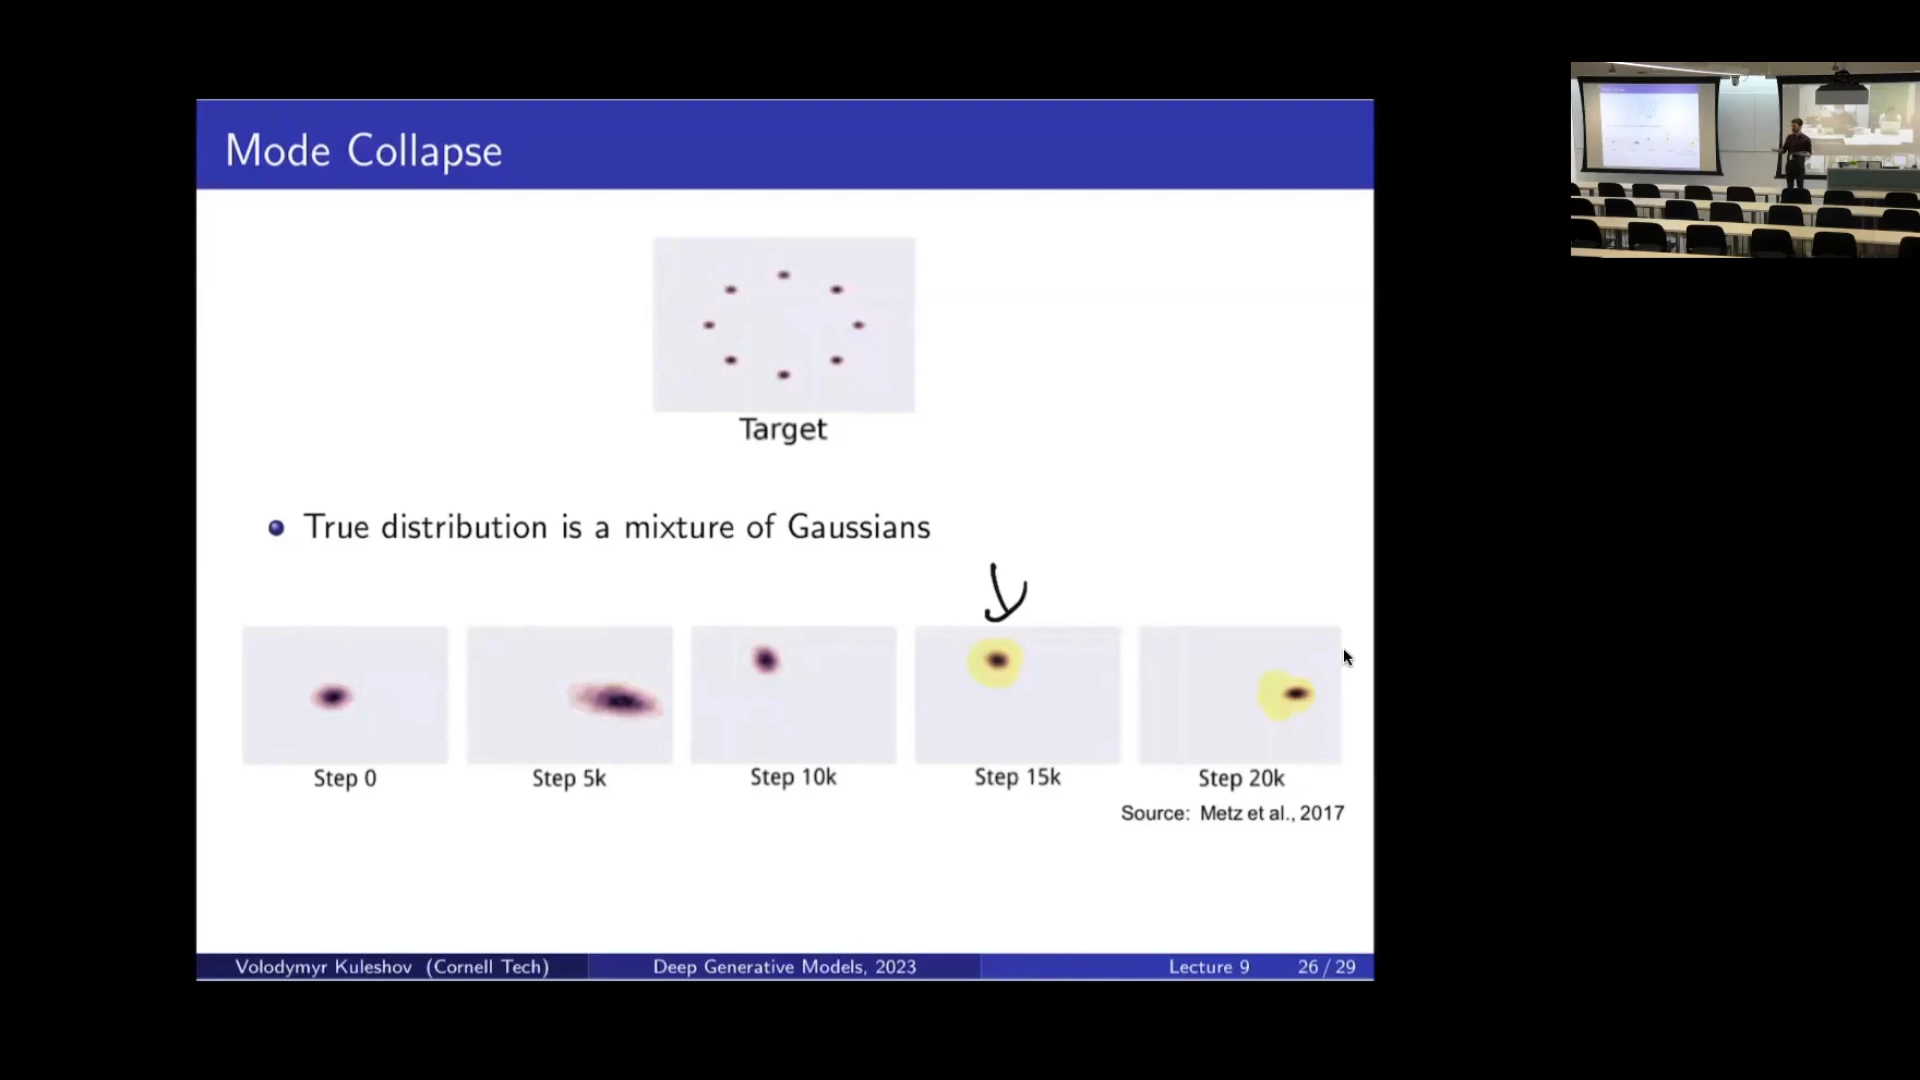 Mode Collapse
Target
True distribution is a mixture of Gaussians
Step 0 Step 5k Step 10k Step 15k Step 20k
Source: Metz et al., 2017
Volodymyr Kuleshov (Cornell Tech) Deep Generative Models, 2023 Lecture 9 26 / 29